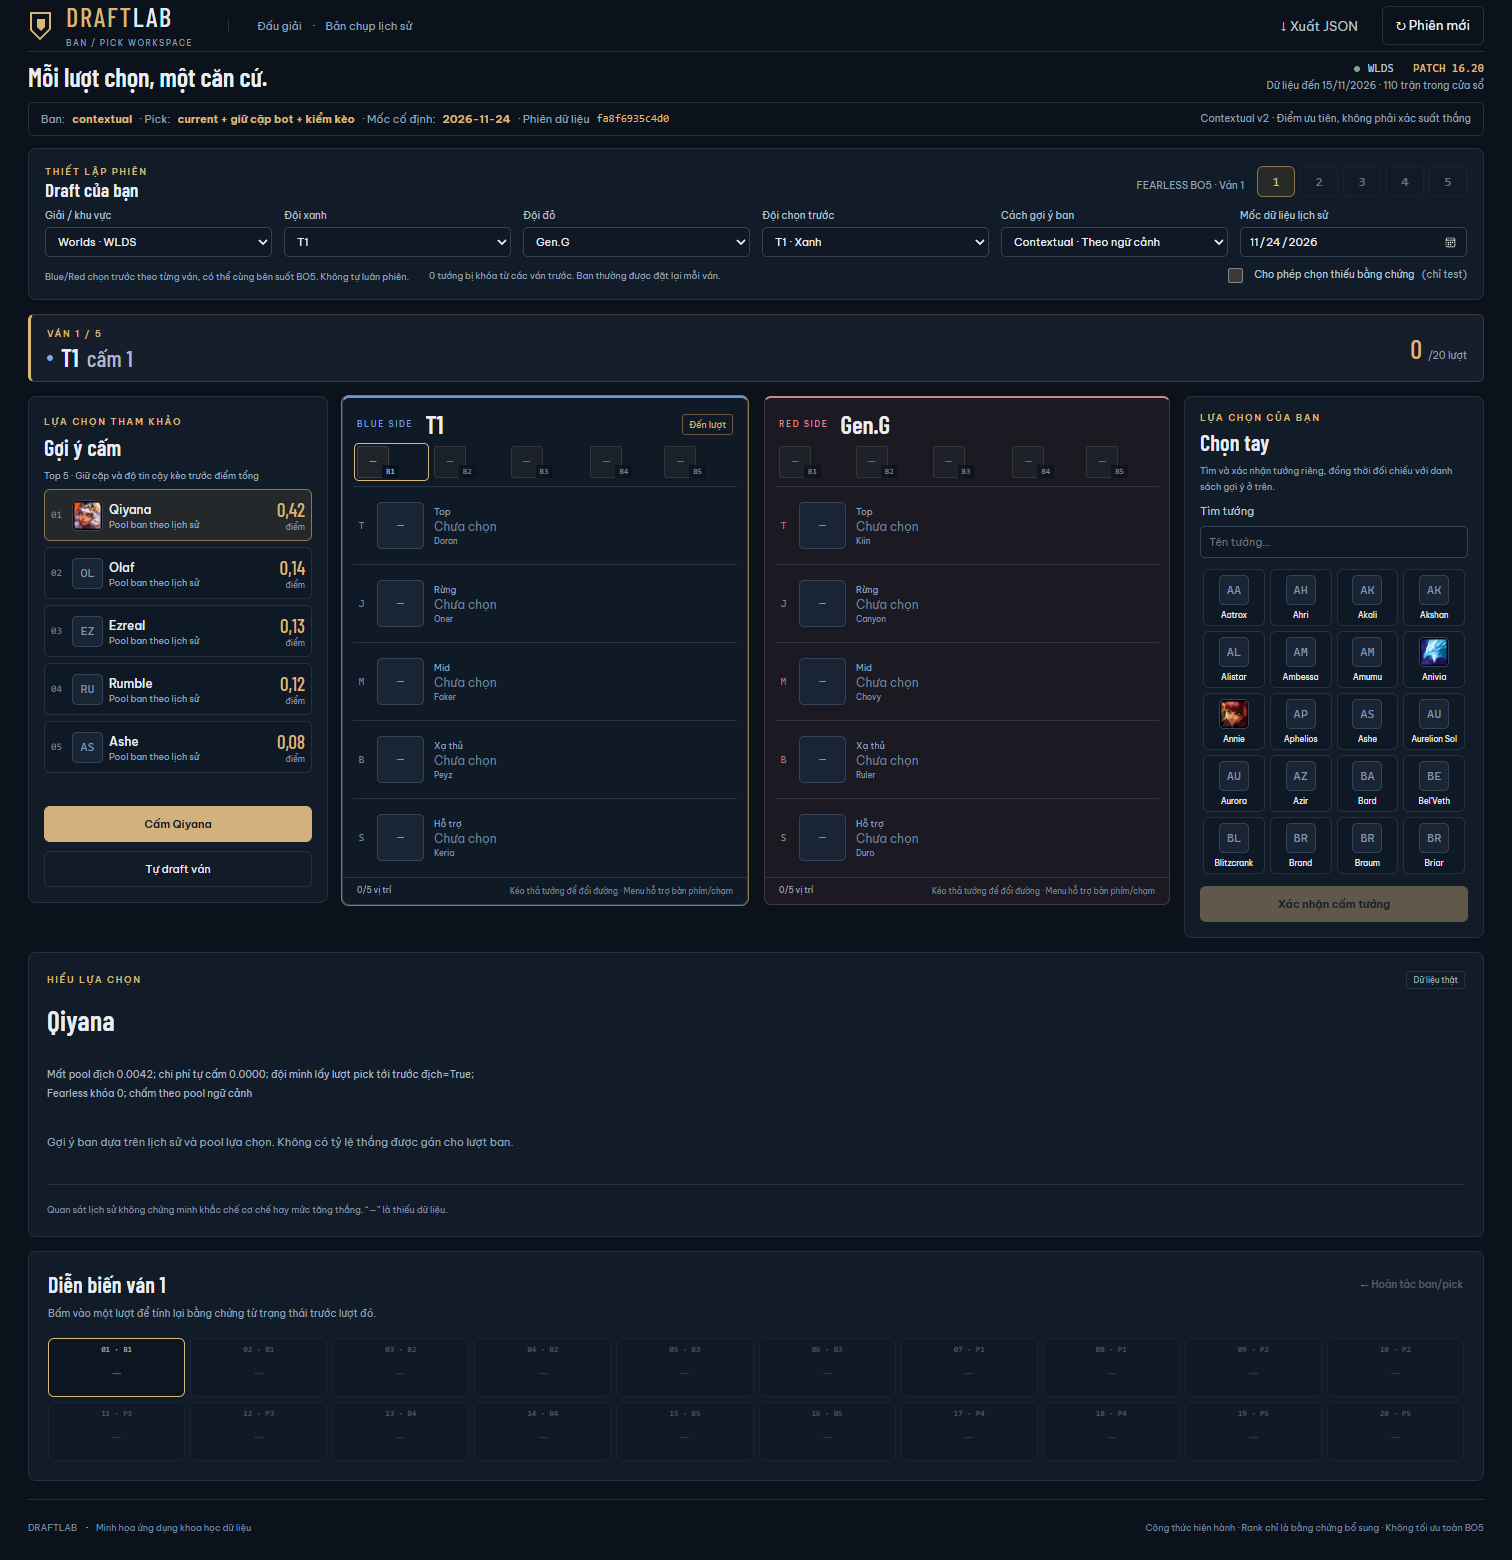 DRAFTLAB
BAN / PICK WORKSPACE
Đấu giải · Bản chụp lịch sử
↓ Xuất JSON
↻ Phiên mới
Mỗi lượt chọn, một căn cứ.
● WLDS PATCH 16.20
Dữ liệu đến 15/11/2026 · 110 trận trong cửa sổ
Ban: contextual · Pick: current + giữ cặp bot + kiểm kèo · Mốc cố định: 2026-11-24 · Phiên dữ liệu fa8f6935c4d0
Contextual v2 · Điểm ưu tiên, không phải xác suất thắng
THIẾT LẬP PHIÊN
Draft của bạn
FEARLESS BO5 · Ván 1
1 2 3 4 5
Giải / khu vực
Worlds · WLDS
Đội xanh
T1
Đội đỏ
Gen.G
Đội chọn trước
T1 · Xanh
Cách gợi ý ban
Contextual · Theo ngữ cảnh
Mốc dữ liệu lịch sử
11/24/2026
Blue/Red chọn trước theo từng ván, có thể cùng bên suốt BO5. Không tự luân phiên.
0 tướng bị khóa từ các ván trước. Ban thường được đặt lại mỗi ván.
Cho phép chọn thiếu bằng chứng (chỉ test)
VÁN 1 / 5
• T1 cấm 1
0 /20 lượt
LỰA CHỌN THAM KHẢO
Gợi ý cấm
Top 5 · Giữ cặp và độ tin cậy kèo trước điểm tổng
01 Qiyana 0,42
Pool ban theo lịch sử điểm
02 OL Olaf 0,14
Pool ban theo lịch sử điểm
03 EZ Ezreal 0,13
Pool ban theo lịch sử điểm
04 RU Rumble 0,12
Pool ban theo lịch sử điểm
05 AS Ashe 0,08
Pool ban theo lịch sử điểm
Cấm Qiyana
Tự draft ván
BLUE SIDE T1
Đến lượt
— B1 — B2 — B3 — B4 — B5
T — Top
Chưa chọn
Doran
J — Rừng
Chưa chọn
Oner
M — Mid
Chưa chọn
Faker
B — Xạ thủ
Chưa chọn
Peyz
S — Hỗ trợ
Chưa chọn
Keria
0/5 vị trí
Kéo thả tướng để đổi đường · Menu hỗ trợ bàn phím/chạm
RED SIDE Gen.G
— B1 — B2 — B3 — B4 — B5
T — Top
Chưa chọn
Kiin
J — Rừng
Chưa chọn
Canyon
M — Mid
Chưa chọn
Chovy
B — Xạ thủ
Chưa chọn
Ruler
S — Hỗ trợ
Chưa chọn
Duro
0/5 vị trí
Kéo thả tướng để đổi đường · Menu hỗ trợ bàn phím/chạm
LỰA CHỌN CỦA BẠN
Chọn tay
Tìm và xác nhận tướng riêng, đồng thời đối chiếu với danh
sách gợi ý ở trên.
Tìm tướng
Tên tướng...
AA AH AK AK
Aatrox Ahri Akali Akshan
AL AM AM
Alistar Ambessa Amumu Anivia
AP AS AU
Annie Aphelios Ashe Aurelion Sol
AU AZ BA BE
Aurora Azir Bard Bel'Veth
BL BR BR BR
Blitzcrank Brand Braum Briar
Xác nhận cấm tướng
HIỂU LỰA CHỌN
Dữ liệu thật
Qiyana
Mất pool địch 0.0042; chi phí tự cấm 0.0000; đội mình lấy lượt pick tới trước địch=True;
Fearless khóa 0; chấm theo pool ngữ cảnh
Gợi ý ban dựa trên lịch sử và pool lựa chọn. Không có tỷ lệ thắng được gán cho lượt ban.
Quan sát lịch sử không chứng minh khắc chế cơ chế hay mức tăng thắng. "—" là thiếu dữ liệu.
Diễn biến ván 1
← Hoàn tác ban/pick
Bấm vào một lượt để tính lại bằng chứng từ trạng thái trước lượt đó.
01 · B1 02 · B1 03 · B2 04 · B2 05 · B3 06 · B3 07 · P1 08 · P1 09 · P2 10 · P2
— — — — — — — — — —
11 · P3 12 · P3 13 · B4 14 · B4 15 · B5 16 · B5 17 · P4 18 · P4 19 · P5 20 · P5
— — — — — — — — — —
DRAFTLAB · Minh họa ứng dụng khoa học dữ liệu
Công thức hiện hành · Rank chỉ là bằng chứng bổ sung · Không tối ưu toàn BO5